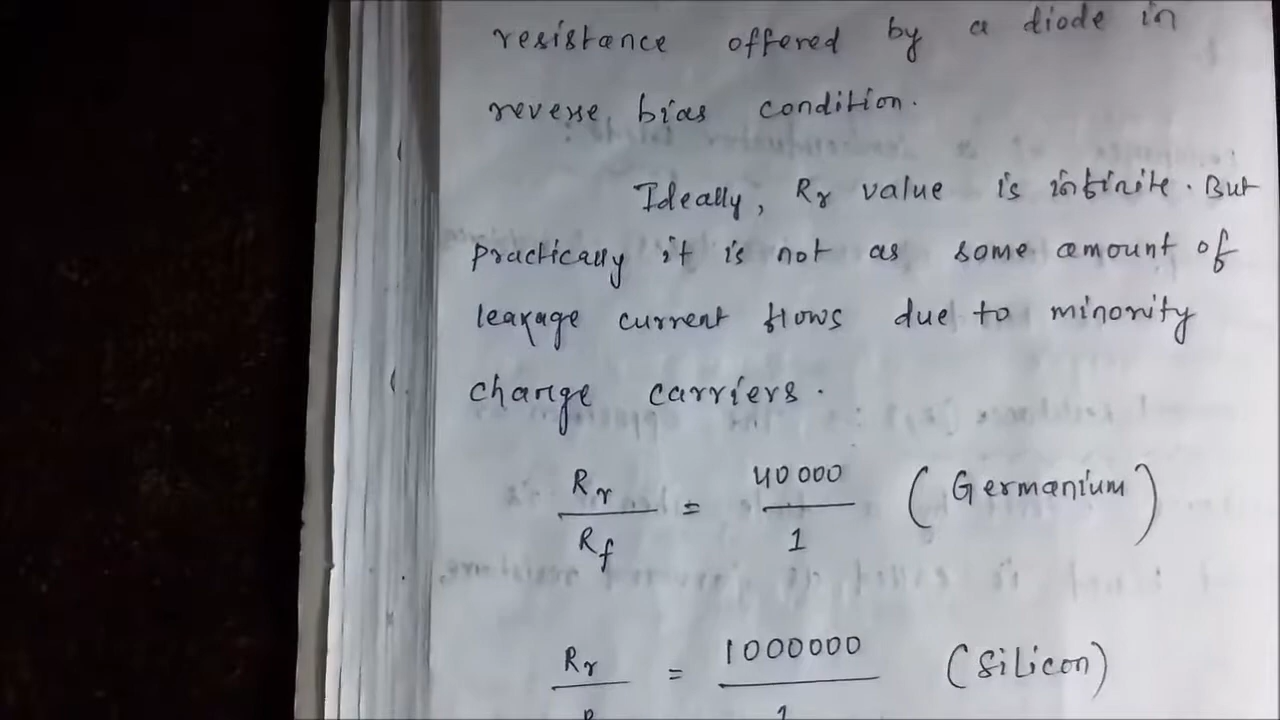 resistance offered by a diode in
reverse bias condition.
Ideally, Rr value is infinite. But
practically it is not as some amount of
leakage current flows due to minority
charge carriers.
Rr / Rf = 40000 / 1 (Germanium)
Rr = 1000000 / 1 (Silicon)